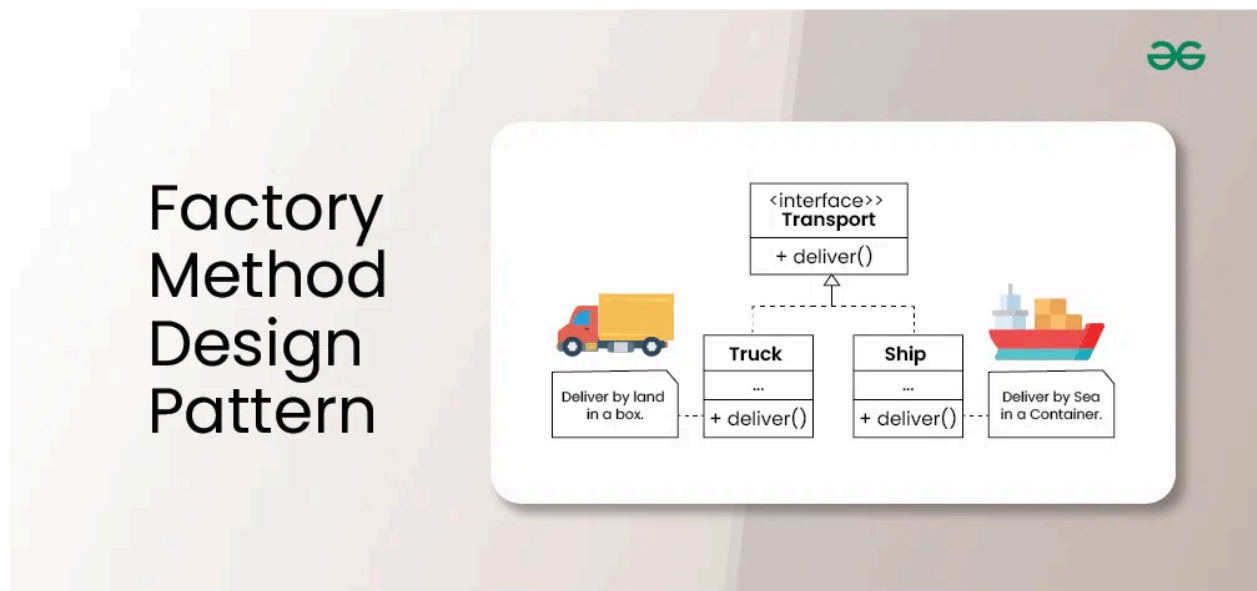 Factory
Method
Design
Pattern
<interface>>
Transport
+ deliver()
Truck
...
+ deliver()
Ship
...
+ deliver()
Deliver by land
in a box.
Deliver by Sea
in a Container.